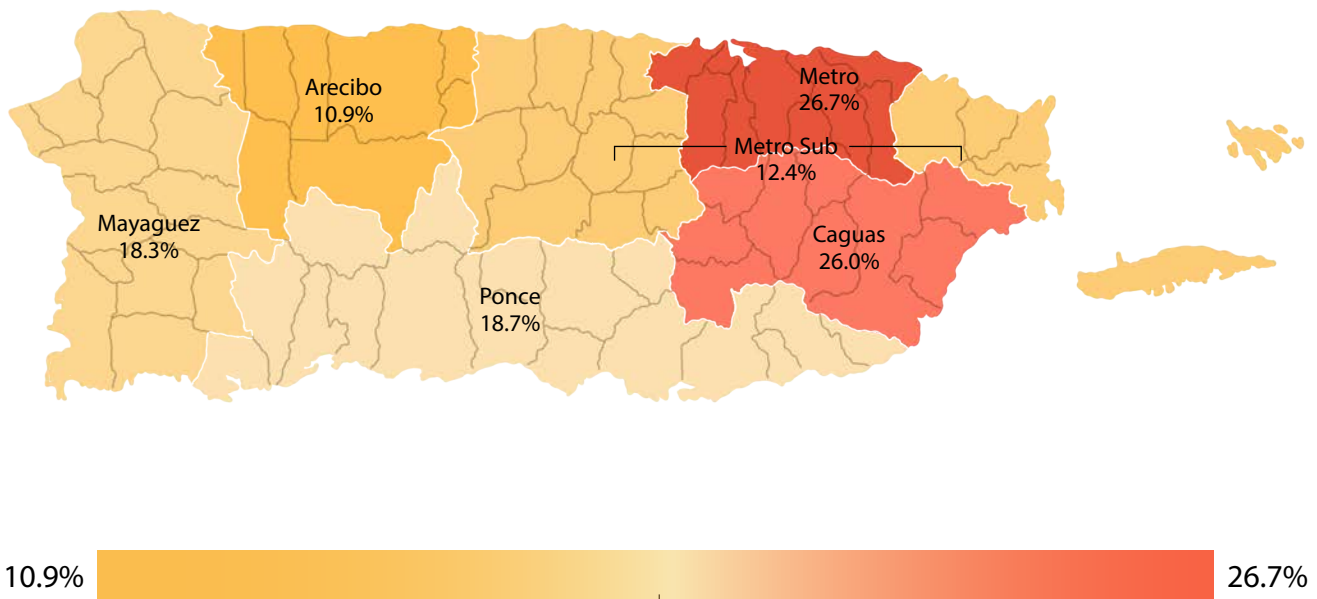 Arecibo
10.9%
Metro
26.7%
Metro Sub
12.4%
Mayaguez
18.3%
Caguas
26.0%
Ponce
18.7%
10.9%
26.7%